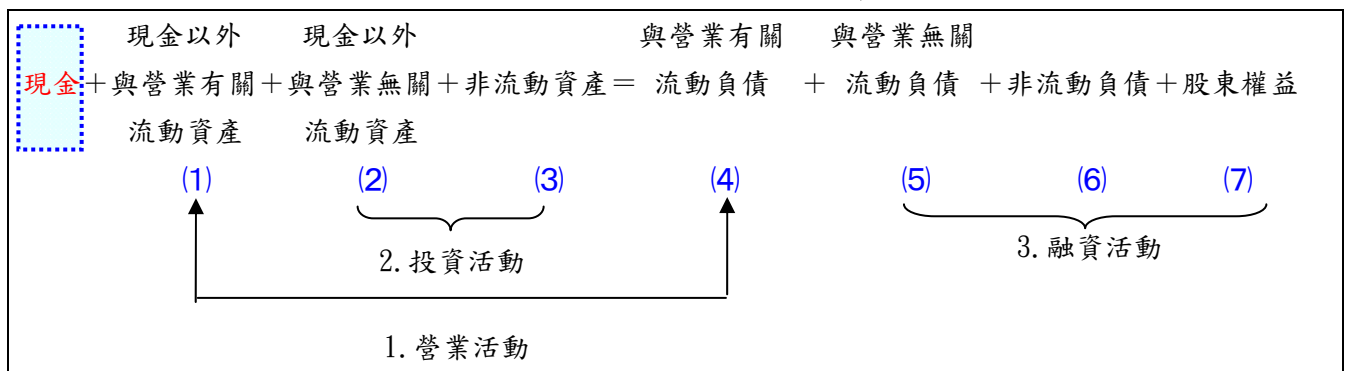 現金以外 現金以外 與營業有關 與營業無關
現金+與營業有關+與營業無關+非流動資產= 流動負債 + 流動負債 +非流動負債+股東權益
流動資產 流動資產
(1) (2) (3) (4) (5) (6) (7)
2.投資活動 3.融資活動
1.營業活動